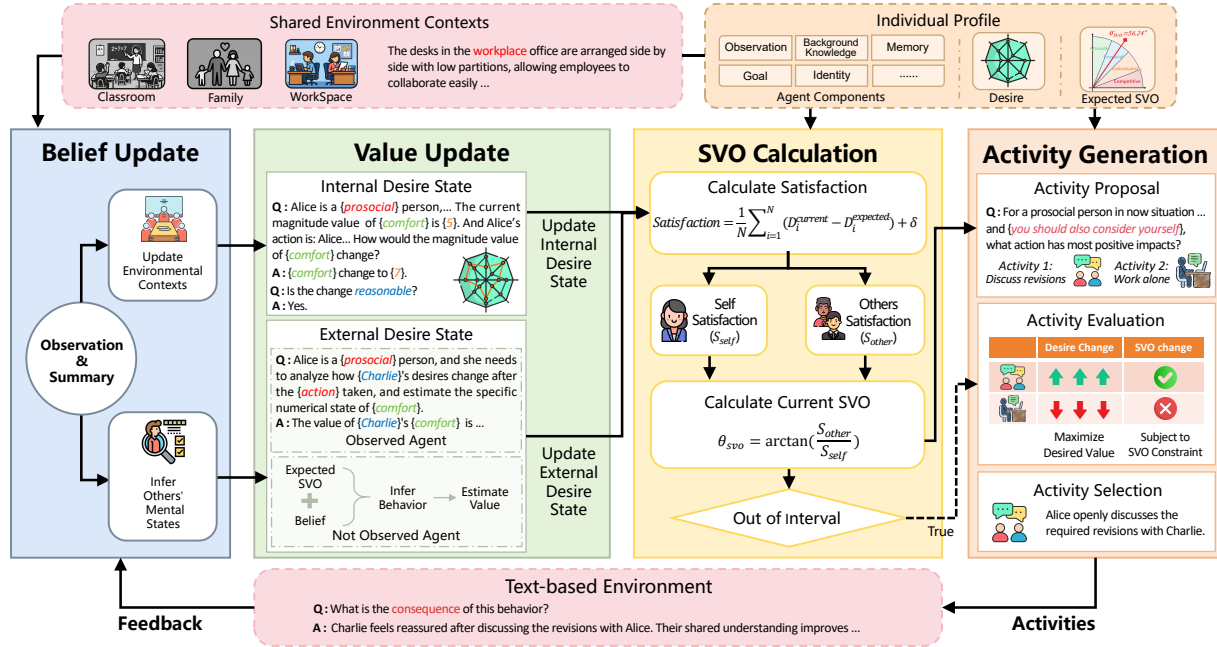 Shared Environment Contexts
Classroom
Family
WorkSpace
The desks in the workplace office are arranged side by
side with low partitions, allowing employees to
collaborate easily ...
Individual Profile
Observation
Background
Knowledge
Memory
Goal
Identity
......
Agent Components
Desire
θ'SVO=56.24°
Competitive
Expected SVO
Belief Update
Update
Environmental
Contexts
Observation
&
Summary
Infer
Others'
Mental
States
Value Update
Internal Desire State
Q : Alice is a {prosocial} person,... The current
magnitude value of {comfort} is {5}. And Alice's
action is: Alice... How would the magnitude value
of {comfort} change?
A : {comfort} change to {7}.
Q : Is the change reasonable?
A : Yes.
External Desire State
Q : Alice is a {prosocial} person, and she needs
to analyze how {Charlie}'s desires change after
the {action} taken, and estimate the specific
numerical state of {comfort}.
A : The value of {Charlie}'s {comfort} is ...
Observed Agent
Expected
SVO
Belief
Infer
Behavior
Estimate
Value
Not Observed Agent
Update
Internal
Desire
State
Update
External
Desire
State
SVO Calculation
Calculate Satisfaction
Satisfaction = 1/N ∑ᵢ₌₁ᴺ (Dᵢᶜᵘʳʳᵉⁿᵗ − Dᵢᵉˣᵖᵉᶜᵗᵉᵈ) + δ
Self
Satisfaction
(S_self)
Others
Satisfaction
(S_other)
Calculate Current SVO
θ_svo = arctan(S_other/S_self)
Out of Interval
True
Activity Generation
Activity Proposal
Q : For a prosocial person in now situation ...
and {you should also consider yourself},
what action has most positive impacts?
Activity 1:
Discuss revisions
Activity 2:
Work alone
Activity Evaluation
Desire Change
SVO change
Maximize
Desired Value
Subject to
SVO Constraint
Activity Selection
Alice openly discusses the
required revisions with Charlie.
Text-based Environment
Q : What is the consequence of this behavior?
A : Charlie feels reassured after discussing the revisions with Alice. Their shared understanding improves ...
Feedback
Activities